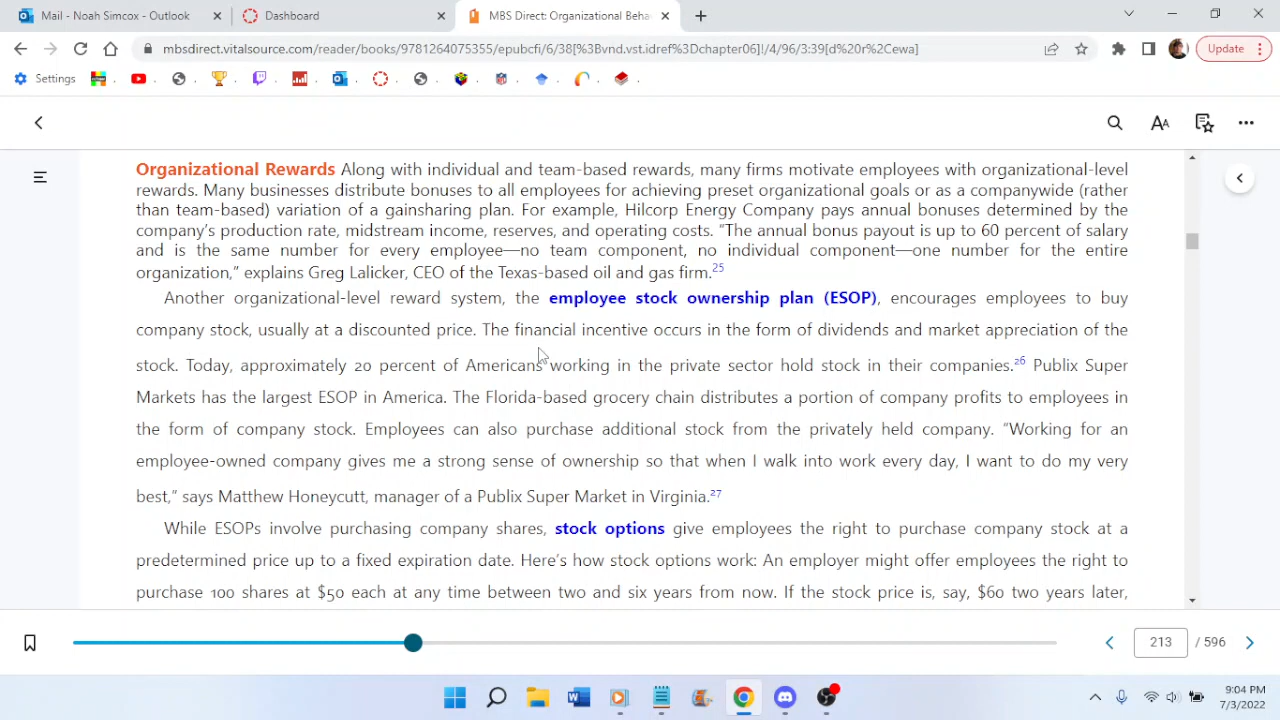 Mail - Noah Simcox - Outlook
Dashboard
MBS Direct: Organizational Beha
mbsdirect.vitalsource.com/reader/books/9781264075355/epubcfi/6/38[%3Bvnd.vst.idref%3Dchapter06]!/4/96/3:39[d%20r%2Cewa]
Update
Settings
Organizational Rewards Along with individual and team-based rewards, many firms motivate employees with organizational-level
rewards. Many businesses distribute bonuses to all employees for achieving preset organizational goals or as a companywide (rather
than team-based) variation of a gainsharing plan. For example, Hilcorp Energy Company pays annual bonuses determined by the
company's production rate, midstream income, reserves, and operating costs. "The annual bonus payout is up to 60 percent of salary
and is the same number for every employee—no team component, no individual component—one number for the entire
organization," explains Greg Lalicker, CEO of the Texas-based oil and gas firm.25
Another organizational-level reward system, the employee stock ownership plan (ESOP), encourages employees to buy
company stock, usually at a discounted price. The financial incentive occurs in the form of dividends and market appreciation of the
stock. Today, approximately 20 percent of Americans working in the private sector hold stock in their companies.26 Publix Super
Markets has the largest ESOP in America. The Florida-based grocery chain distributes a portion of company profits to employees in
the form of company stock. Employees can also purchase additional stock from the privately held company. "Working for an
employee-owned company gives me a strong sense of ownership so that when I walk into work every day, I want to do my very
best," says Matthew Honeycutt, manager of a Publix Super Market in Virginia.27
While ESOPs involve purchasing company shares, stock options give employees the right to purchase company stock at a
predetermined price up to a fixed expiration date. Here's how stock options work: An employer might offer employees the right to
purchase 100 shares at $50 each at any time between two and six years from now. If the stock price is, say, $60 two years later,
213 / 596
9:04 PM
7/3/2022